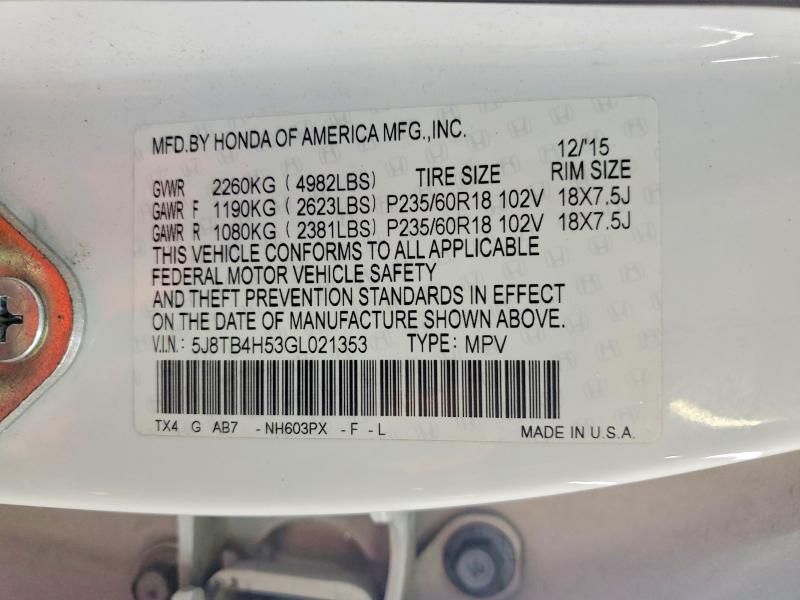 MFD.BY HONDA OF AMERICA MFG.,INC.
12/'15
GVWR 2260KG ( 4982LBS) TIRE SIZE RIM SIZE
GAWR F 1190KG ( 2623LBS) P235/60R18 102V 18X7.5J
GAWR R 1080KG ( 2381LBS) P235/60R18 102V 18X7.5J
THIS VEHICLE CONFORMS TO ALL APPLICABLE
FEDERAL MOTOR VEHICLE SAFETY
AND THEFT PREVENTION STANDARDS IN EFFECT
ON THE DATE OF MANUFACTURE SHOWN ABOVE.
V.I.N.: 5J8TB4H53GL021353 TYPE: MPV
TX4 G AB7 - NH603PX - F - L MADE IN U.S.A.